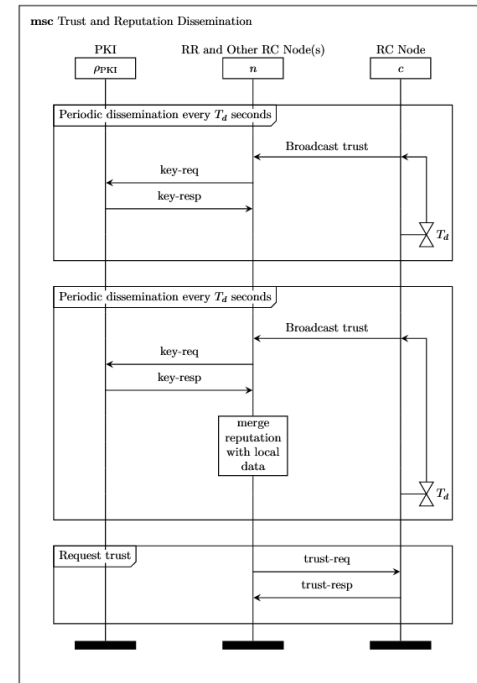 msc Trust and Reputation Dissemination
PKI
RR and Other RC Node(s)
RC Node
ρPKI
n
c
Periodic dissemination every Td seconds
Broadcast trust
key-req
key-resp
Td
Periodic dissemination every Td seconds
Broadcast trust
key-req
key-resp
merge
reputation
with local
data
Td
Request trust
trust-req
trust-resp